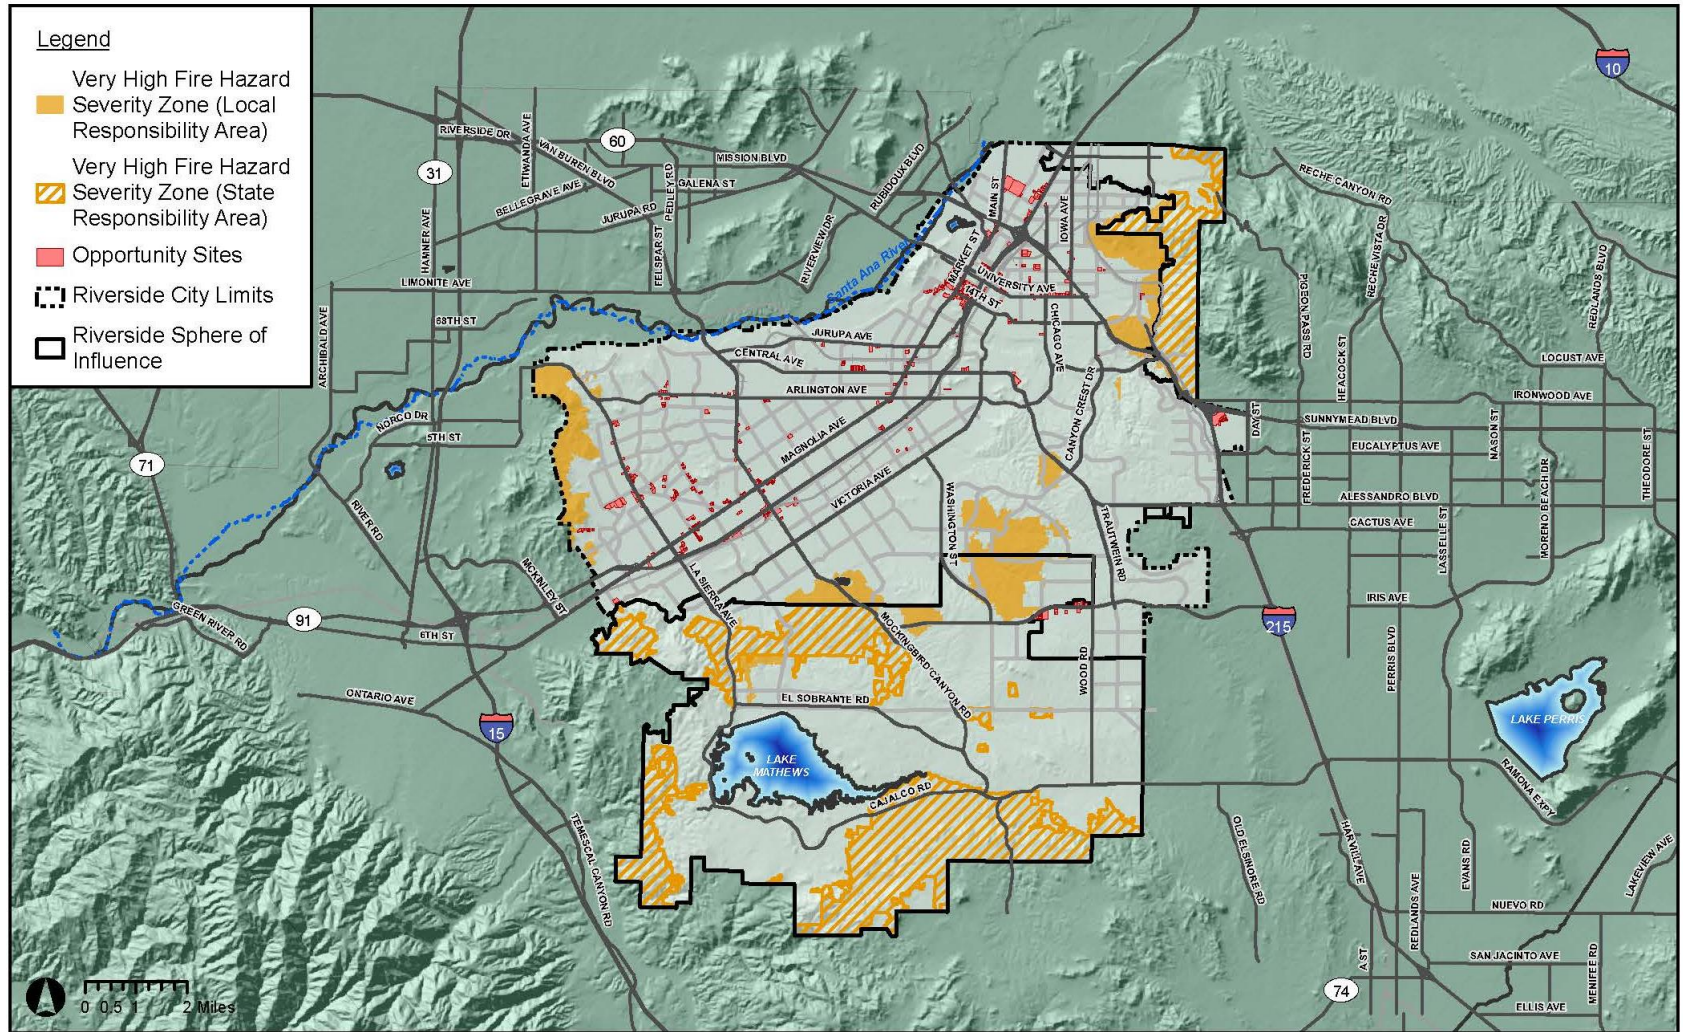 Legend
Very High Fire Hazard
Severity Zone (Local
Responsibility Area)
Very High Fire Hazard
Severity Zone (State
Responsibility Area)
Opportunity Sites
Riverside City Limits
Riverside Sphere of
Influence
10
60
31
71
91
15
215
74
RIVERSIDE DR
ETIWANDA AVE
VAN BUREN BLVD
MISSION BLVD
BELLEGRAVE AVE
PEDLEY RD
GALENA ST
JURUPA RD
RUBIDOUX BLVD
RIVERVIEW DR
FELSPAR ST
HAMNER AVE
LIMONITE AVE
68TH ST
ARCHIBALD AVE
NORCO DR
5TH ST
RIVER RD
GREEN RIVER RD
6TH ST
MCKINLEY ST
ONTARIO AVE
TEMESCAL CANYON RD
Santa Ana River
MAIN ST
MARKET ST
IOWA AVE
UNIVERSITY AVE
14TH ST
CHICAGO AVE
JURUPA AVE
CENTRAL AVE
ARLINGTON AVE
MAGNOLIA AVE
VICTORIA AVE
CANYON CREST DR
WASHINGTON ST
TRAUTWEIN RD
LA SIERRA AVE
MOCKINGBIRD CANYON RD
WOOD RD
EL SOBRANTE RD
LAKE
MATHEWS
CAJALCO RD
RECHE CANYON RD
RECHE VISTA DR
PIGEON PASS RD
REDLANDS BLVD
HEACOCK ST
LOCUST AVE
IRONWOOD AVE
DAY ST
SUNNYMEAD BLVD
FREDERICK ST
EUCALYPTUS AVE
NASON ST
THEODORE ST
ALESSANDRO BLVD
MORENO BEACH DR
CACTUS AVE
LASSELLE ST
IRIS AVE
PERRIS BLVD
LAKE PERRIS
RAMONA EXPY
OLD ELSINORE RD
HARVILL AVE
EVANS RD
LAKEVIEW AVE
REDLANDS AVE
NUEVO RD
A ST
SAN JACINTO AVE
MENIFEE RD
ELLIS AVE
0 0.5 1 2 Miles